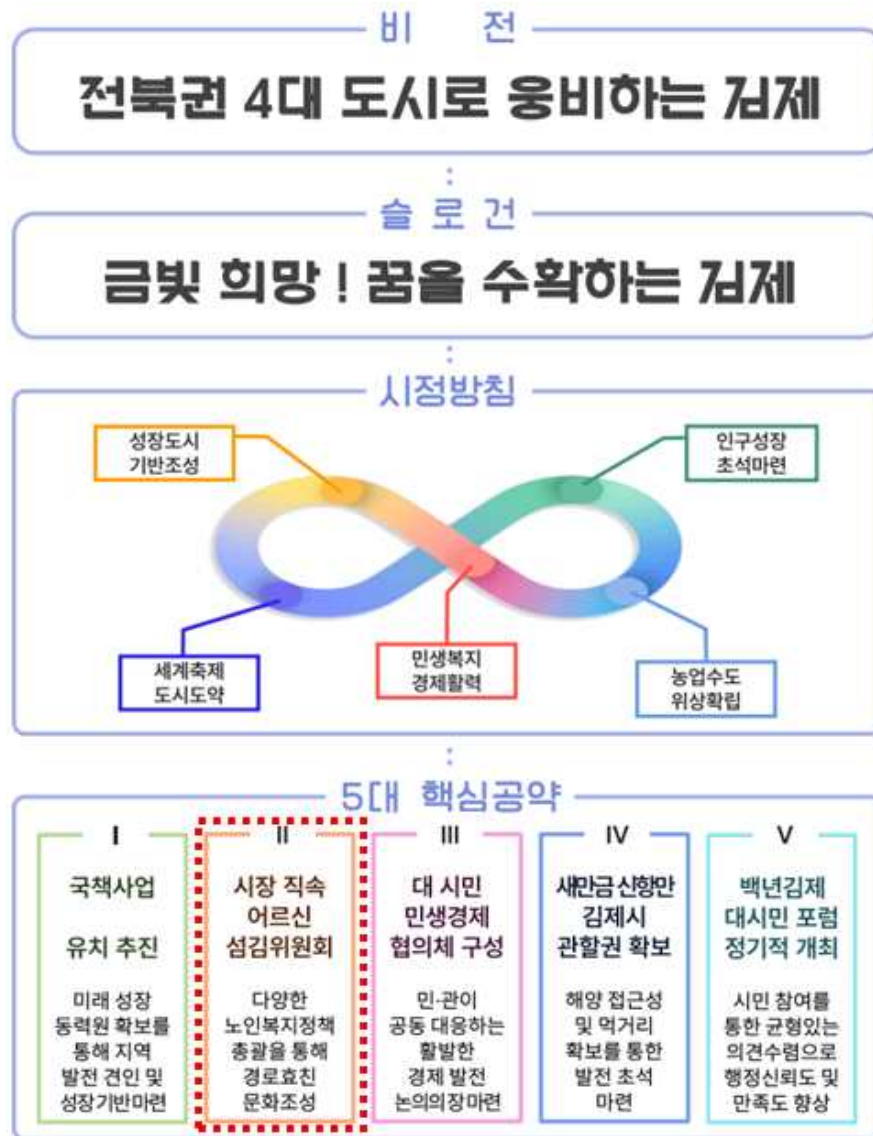 비 전
전북권 4대 도시로 웅비하는 김제
슬로건
금빛 희망 ! 꿈을 수확하는 김제
시정방침
성장도시
기반조성
인구성장
초석마련
세계축제
도시도약
민생복지
경제활력
농업수도
위상확립
5대 핵심공약
I
국책사업
유치 추진
미래 성장
동력원 확보를
통해 지역
발전 견인 및
성장기반마련
II
시장 직속
어르신
섬김위원회
다양한
노인복지정책
총괄을 통해
경로효친
문화조성
III
대 시민
민생경제
협의체 구성
민·관이
공동 대응하는
활발한
경제 발전
논의의장마련
IV
새만금 신항만
김제시
관할권 확보
해양 접근성
및 먹거리
확보를 통한
발전 초석
마련
V
백년김제
대시민 포럼
정기적 개최
시민 참여를
통한 균형있는
의견수렴으로
행정신뢰도 및
만족도 향상